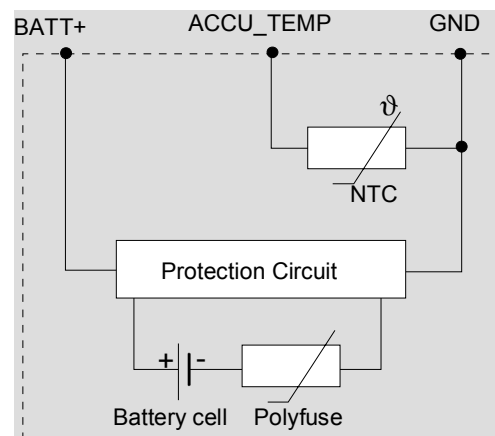 BATT+ ACCU_TEMP GND
ϑ
NTC
Protection Circuit
+ -
Battery cell Polyfuse